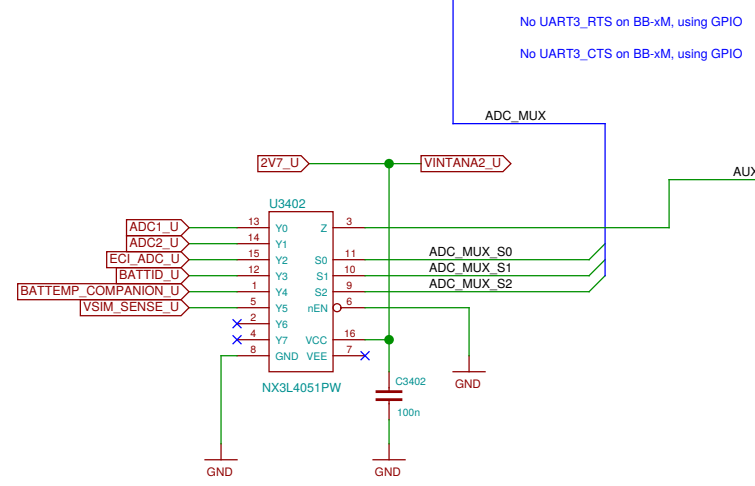 No UART3_RTS on BB-xM, using GPIO
No UART3_CTS on BB-xM, using GPIO
ADC_MUX
2V7_U
VINTANA2_U
AUX
U3402
ADC1_U 13 Y0 Z 3
ADC2_U 14 Y1
ECI_ADC_U 15 Y2 S0 11 ADC_MUX_S0
BATTID_U 12 Y3 S1 10 ADC_MUX_S1
BATTEMP_COMPANION_U 1 Y4 S2 9 ADC_MUX_S2
VSIM_SENSE_U 5 Y5 nEN 6
2 Y6
4 Y7 VCC 16
8 GND VEE 7
NX3L4051PW
C3402
100n
GND
GND
GND